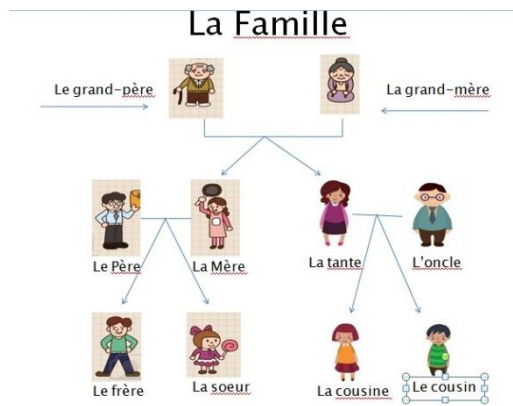 La Famille
Le grand-père
La grand-mère
Le Père
La Mère
La tante
L'oncle
Le frère
La soeur
La cousine
Le cousin